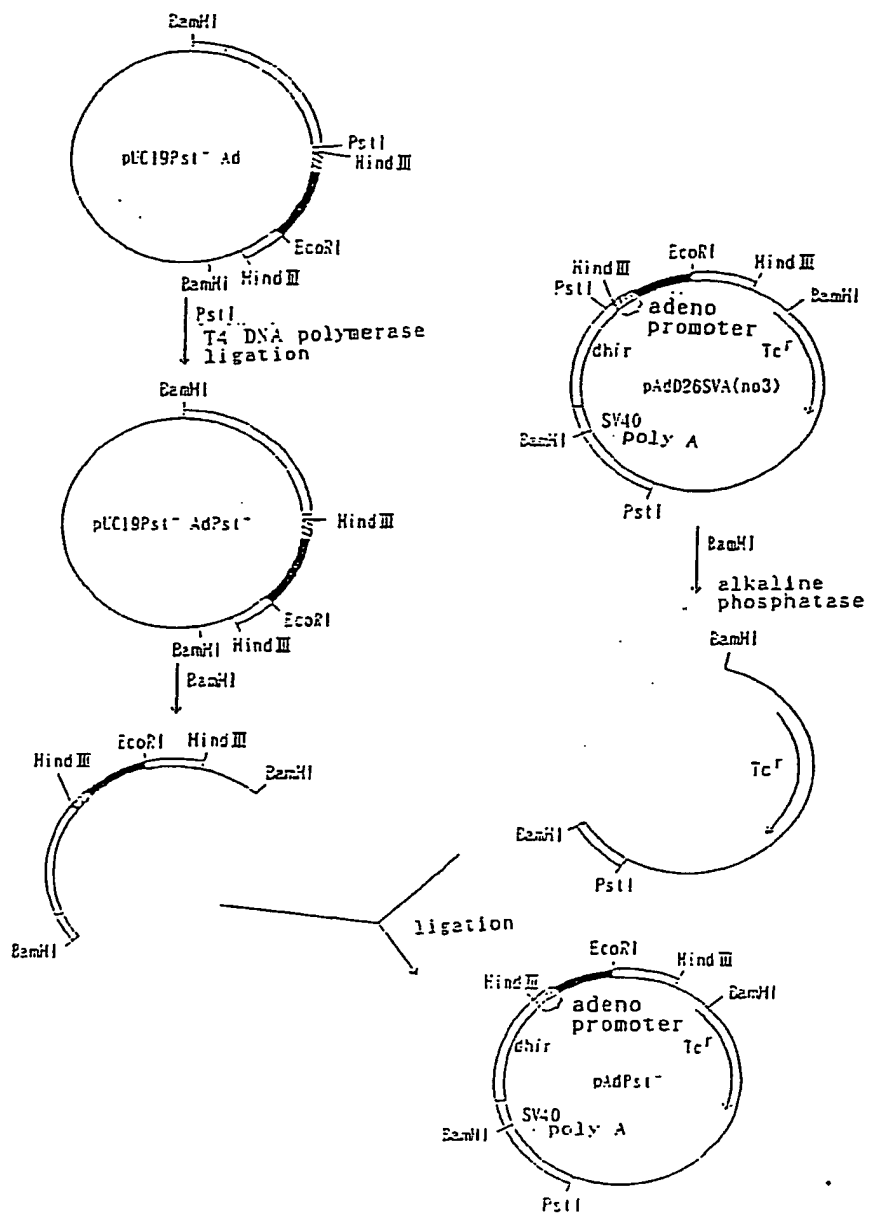 BamHI
PstI
HindⅢ
pUC19Pst⁻ Ad
EcoRI
HindⅢ
BamHI
PstI
T4 DNA polymerase
ligation
BamHI
pUC19Pst⁻ AdPst⁻
HindⅢ
EcoRI
HindⅢ
BamHI
BamHI
EcoRI
HindⅢ
HindⅢ
BamHI
BamHI
EcoRI
HindⅢ
HindⅢ
PstI
BamHI
adeno
promoter
dhfr
Tcʳ
pAdD26SVA(no3)
SV40
poly A
BamHI
PstI
BamHI
alkaline
phosphatase
BamHI
Tcʳ
BamHI
PstI
ligation
EcoRI
HindⅢ
HindⅢ
BamHI
adeno
promoter
dhfr
Tcʳ
pAdPst⁻
SV40
poly A
BamHI
PstI